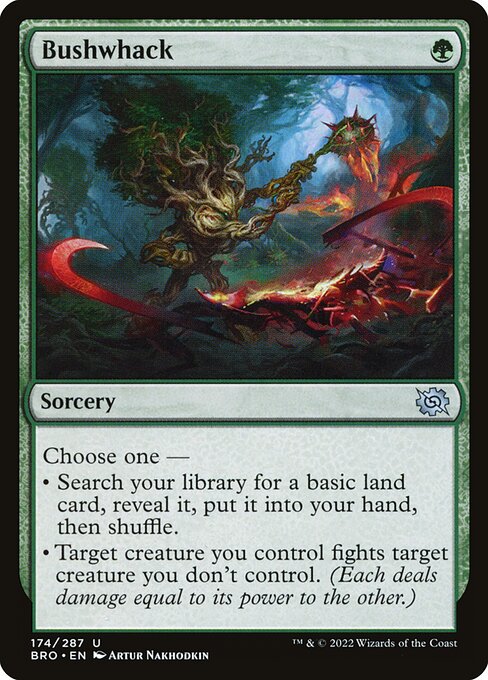 Bushwhack
Sorcery
Choose one —
• Search your library for a basic land
card, reveal it, put it into your hand,
then shuffle.
• Target creature you control fights target
creature you don't control. (Each deals
damage equal to its power to the other.)
174/287 U
BRO • EN Artur Nakhodkin
™ & © 2022 Wizards of the Coast